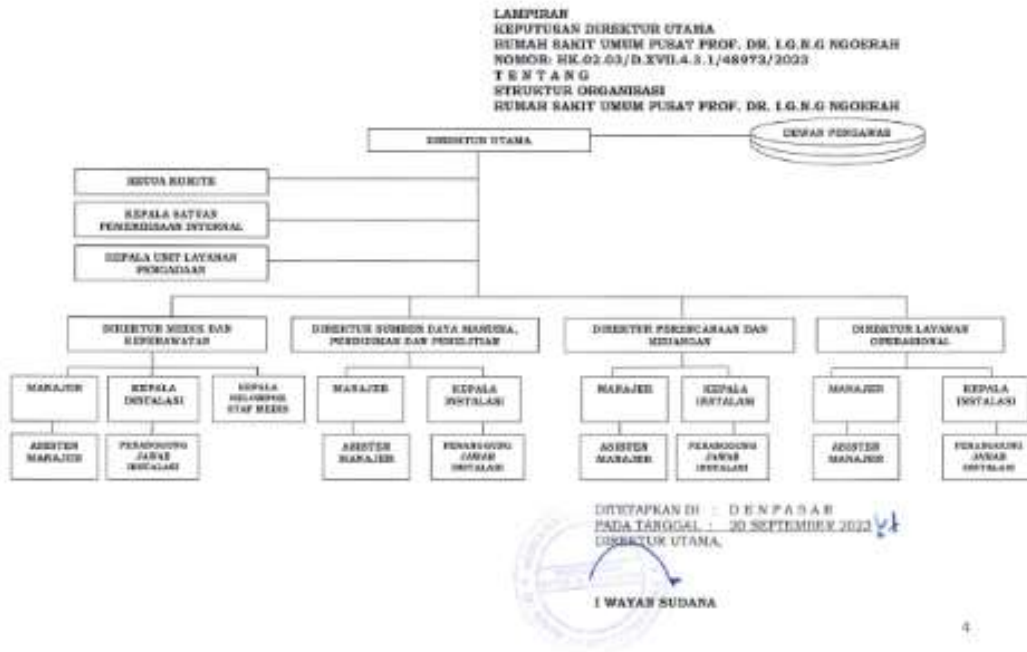 LAMPIRAN
KEPUTUSAN DIREKTUR UTAMA
RUMAH SAKIT UMUM PUSAT PROF. DR. I.G.N.G NGOERAH
NOMOR: HK.02.03/D.XVII.4.3.1/48973/2023
T E N T A N G
STRUKTUR ORGANISASI
RUMAH SAKIT UMUM PUSAT PROF. DR. I.G.N.G NGOERAH
DIREKTUR UTAMA
DEWAN PENGAWAS
KETUA KOMITE
KEPALA SATUAN
PEMERIKSAAN INTERNAL
KEPALA UNIT LAYANAN
PENGADAAN
DIREKTUR MEDIK DAN
KEPERAWATAN
DIREKTUR SUMBER DAYA MANUSIA,
PENDIDIKAN DAN PENELITIAN
DIREKTUR PERENCANAAN DAN
KEUANGAN
DIREKTUR LAYANAN
OPERASIONAL
MANAJER
KEPALA
INSTALASI
KEPALA
KELOMPOK
STAF MEDIS
MANAJER
KEPALA
INSTALASI
MANAJER
KEPALA
INSTALASI
MANAJER
KEPALA
INSTALASI
ASISTEN
MANAJER
PENANGGUNG
JAWAB
INSTALASI
ASISTEN
MANAJER
PENANGGUNG
JAWAB
INSTALASI
ASISTEN
MANAJER
PENANGGUNG
JAWAB
INSTALASI
ASISTEN
MANAJER
PENANGGUNG
JAWAB
INSTALASI
DITETAPKAN DI : D E N P A S A R
PADA TANGGAL : 20 SEPTEMBER 2023
DIREKTUR UTAMA,
I WAYAN SUDANA
4